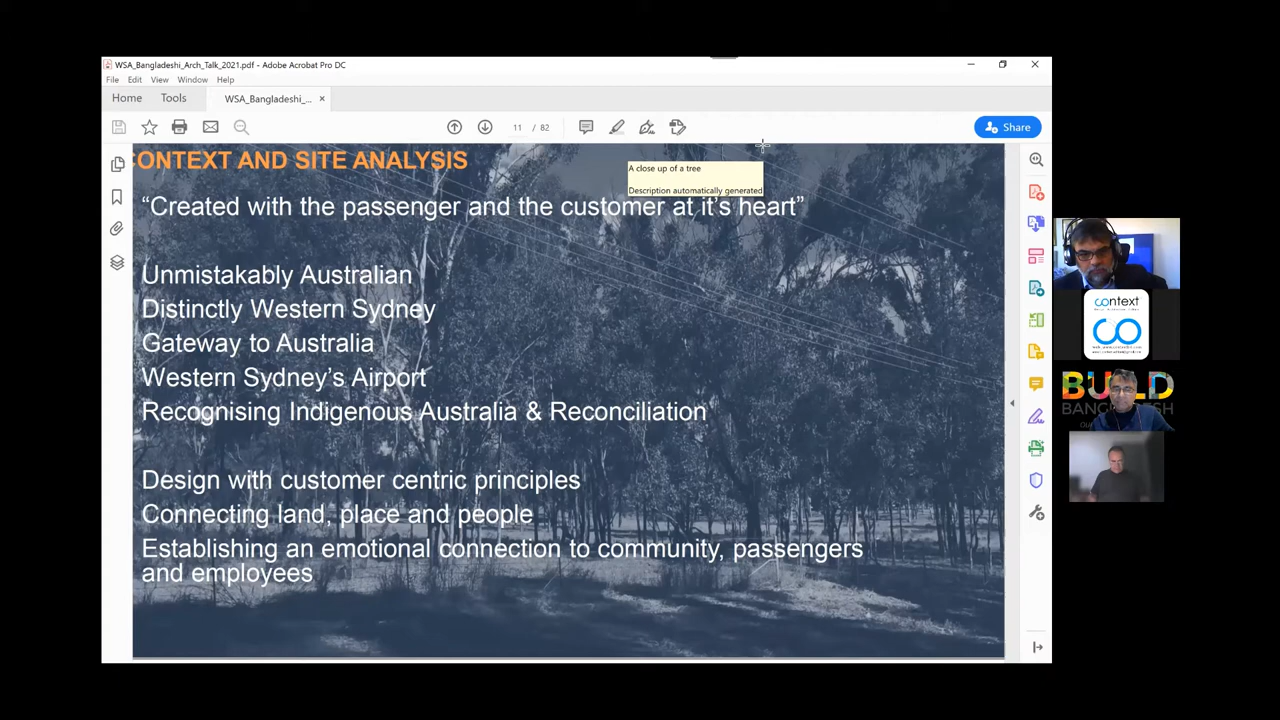 WSA_Bangladeshi_Arch_Talk_2021.pdf - Adobe Acrobat Pro DC
File Edit View Window Help
Home Tools WSA_Bangladeshi_... ×
11 / 82
Share
CONTEXT AND SITE ANALYSIS
A close up of a tree
Description automatically generated
“Created with the passenger and the customer at it’s heart”
Unmistakably Australian
Distinctly Western Sydney
Gateway to Australia
Western Sydney’s Airport
Recognising Indigenous Australia & Reconciliation
Design with customer centric principles
Connecting land, place and people
Establishing an emotional connection to community, passengers
and employees
context
co
BUILD
BANGLADESH